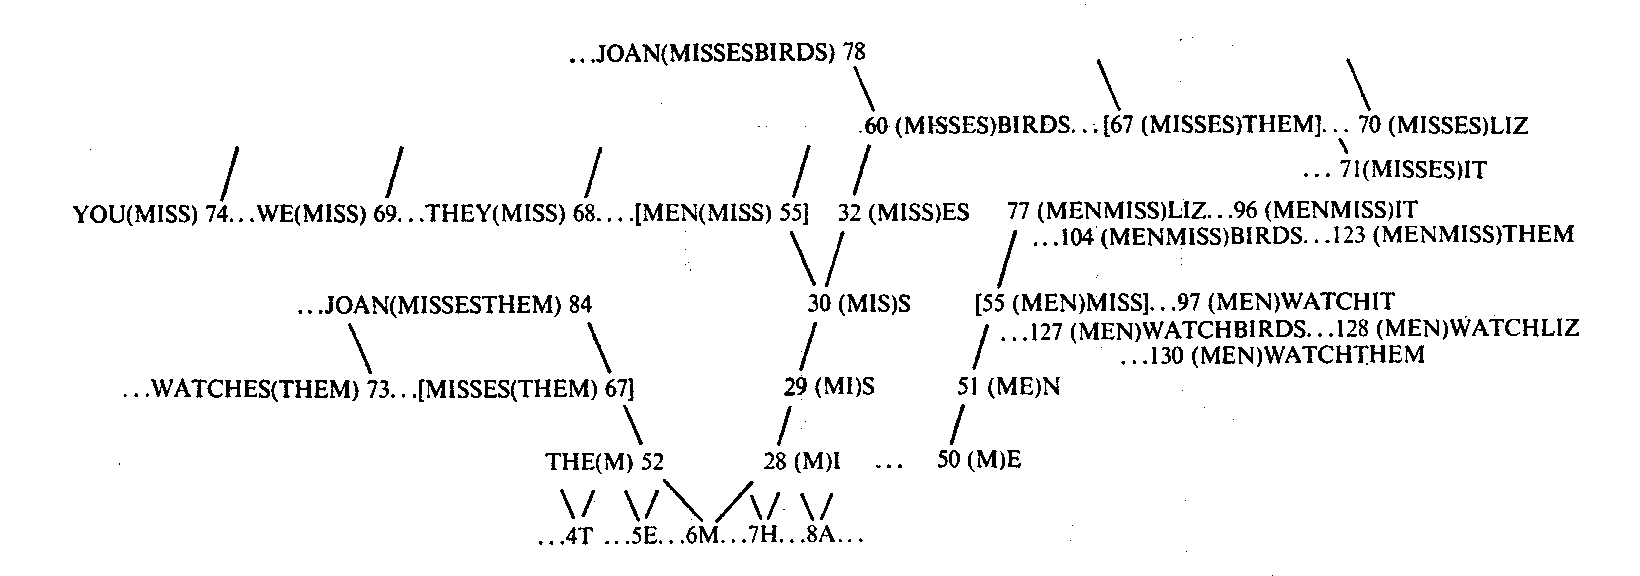 ...JOAN(MISSESBIRDS) 78
60 (MISSES)BIRDS...[67 (MISSES)THEM]... 70 (MISSES)LIZ
... 71(MISSES)IT
YOU(MISS) 74...WE(MISS) 69...THEY(MISS) 68....[MEN(MISS) 55] 32 (MISS)ES 77 (MENMISS)LIZ...96 (MENMISS)IT
...104 (MENMISS)BIRDS...123 (MENMISS)THEM
...JOAN(MISSESTHEM) 84 30 (MIS)S [55 (MEN)MISS]...97 (MEN)WATCHIT
...127 (MEN)WATCHBIRDS...128 (MEN)WATCHLIZ
...130 (MEN)WATCHTHEM
...WATCHES(THEM) 73...[MISSES(THEM) 67] 29 (MI)S 51 (ME)N
THE(M) 52 28 (M)I ... 50 (M)E
...4T ...5E...6M...7H...8A...